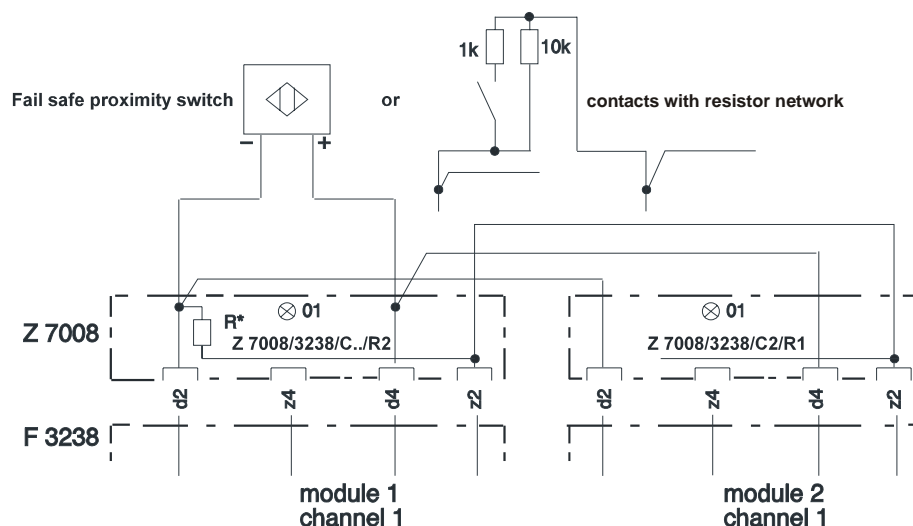 1k 10k
Fail safe proximity switch or contacts with resistor network
– +
01 01
R*
Z 7008 Z 7008/3238/C../R2 Z 7008/3238/C2/R1
d2 z4 d4 z2 d2 z4 d4 z2
F 3238
module 1 module 2
channel 1 channel 1